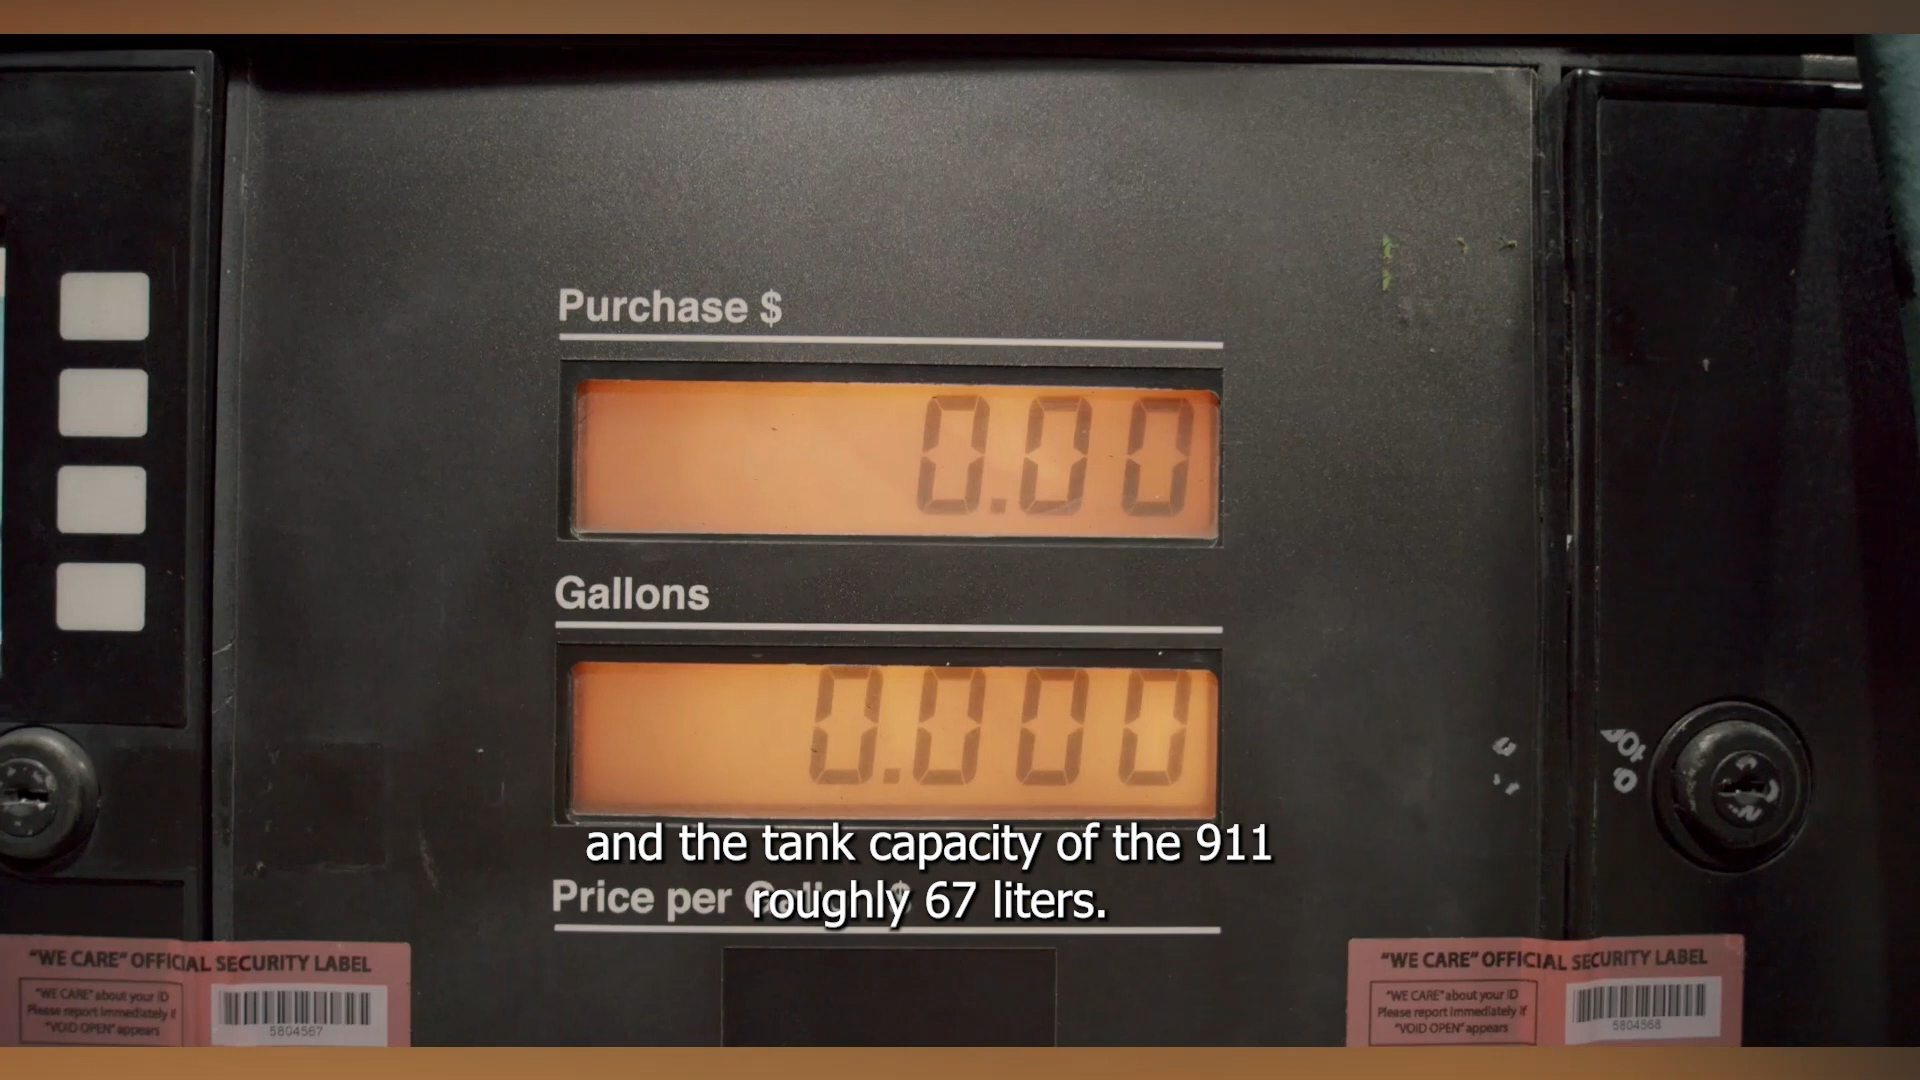 Purchase $
0.00
Gallons
0.000
and the tank capacity of the 911
Price per
roughly 67 liters.
"WE CARE" OFFICIAL SECURITY LABEL
"WE CARE" about your ID
Please report immediately if
"VOID OPEN" appears
5804567
"WE CARE" OFFICIAL SECURITY LABEL
"WE CARE" about your ID
Please report immediately if
"VOID OPEN" appears
5804568